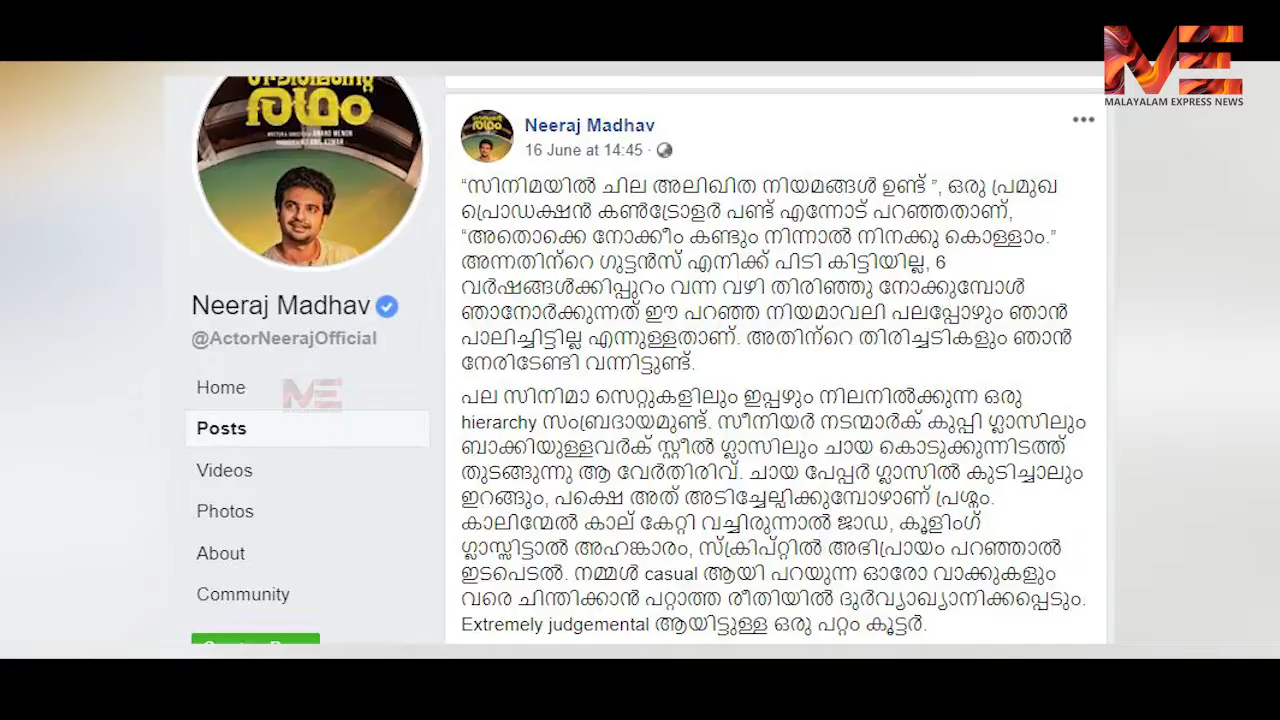 MALAYALAM EXPRESS NEWS
രഥം
Neeraj Madhav
@ActorNeerajOfficial
Home
Posts
Videos
Photos
About
Community
Neeraj Madhav
16 June at 14:45
“സിനിമയിൽ ചില അലിഖിത നിയമങ്ങൾ ഉണ്ട് ”, ഒരു പ്രമുഖ
പ്രൊഡക്ഷൻ കൺട്രോളർ പണ്ട് എന്നോട് പറഞ്ഞതാണ്,
“അതൊക്കെ നോക്കീം കണ്ടും നിന്നാൽ നിനക്കു കൊള്ളാം.”
അന്നതിന്റെ ഗുട്ടൻസ് എനിക്ക് പിടി കിട്ടിയില്ല, 6
വർഷങ്ങൾക്കിപ്പുറം വന്ന വഴി തിരിഞ്ഞു നോക്കുമ്പോൾ
ഞാനോർക്കുന്നത് ഈ പറഞ്ഞ നിയമാവലി പലപ്പോഴും ഞാൻ
പാലിച്ചിട്ടില്ല എന്നുള്ളതാണ്. അതിന്റെ തിരിച്ചടികളും ഞാൻ
നേരിടേണ്ടി വന്നിട്ടുണ്ട്.
പല സിനിമാ സെറ്റുകളിലും ഇപ്പഴും നിലനിൽക്കുന്ന ഒരു
hierarchy സംബ്രദായമുണ്ട്. സീനിയർ നടന്മാർക് കുപ്പി ഗ്ലാസിലും
ബാക്കിയുള്ളവർക് സ്റ്റീൽ ഗ്ലാസിലും ചായ കൊടുക്കുന്നിടത്ത്
തുടങ്ങുന്നു ആ വേർതിരിവ്. ചായ പേപ്പർ ഗ്ലാസിൽ കുടിച്ചാലും
ഇറങ്ങും, പക്ഷെ അത് അടിച്ചേല്പിക്കുമ്പോഴാണ് പ്രശ്നം.
കാലിന്മേൽ കാല് കേറ്റി വച്ചിരുന്നാൽ ജാഡ, കൂളിംഗ്
ഗ്ലാസ്സിട്ടാൽ അഹങ്കാരം, സ്ക്രിപ്റ്റിൽ അഭിപ്രായം പറഞ്ഞാൽ
ഇടപെടൽ. നമ്മൾ casual ആയി പറയുന്ന ഓരോ വാക്കുകളും
വരെ ചിന്തിക്കാൻ പറ്റാത്ത രീതിയിൽ ദുർവ്യാഖ്യാനിക്കപ്പെടും.
Extremely judgemental ആയിട്ടുള്ള ഒരു പറ്റം കൂട്ടർ.